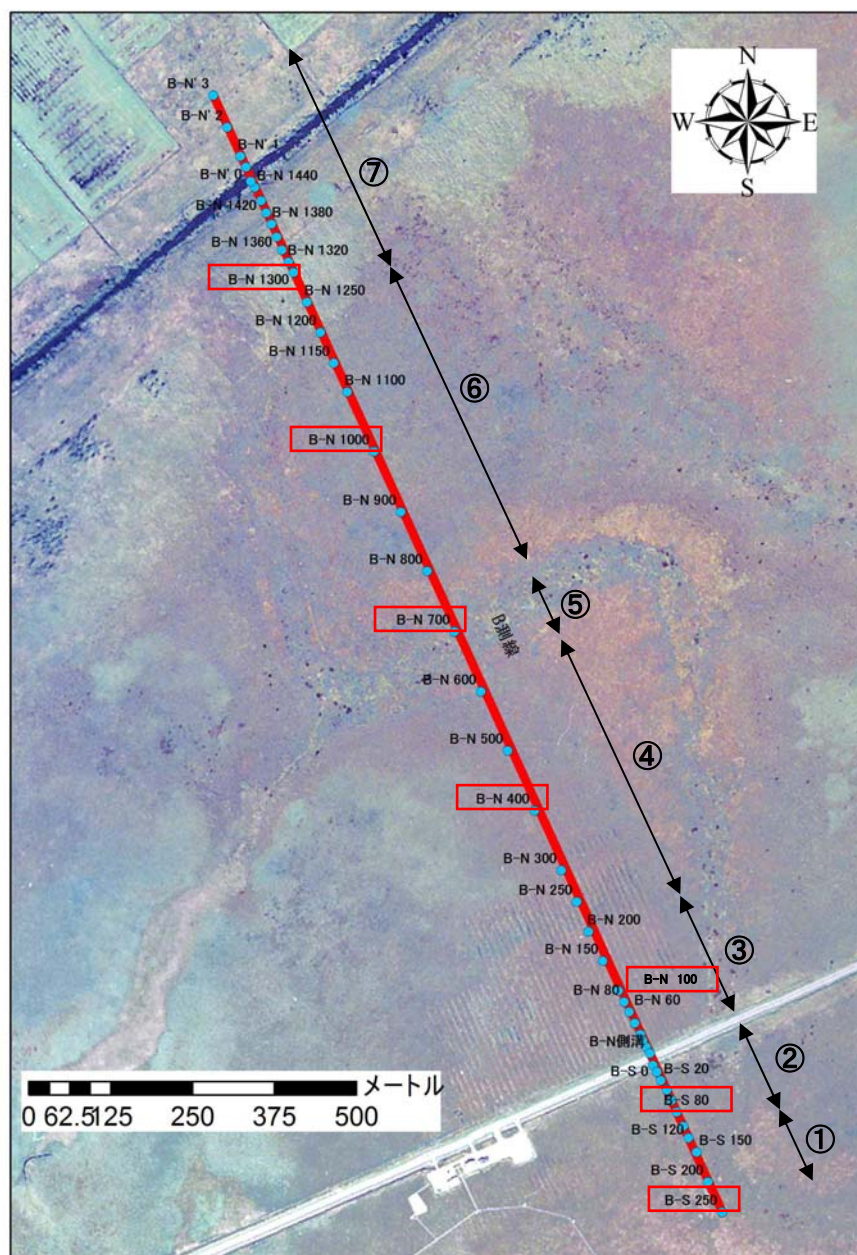 N
W E
S
B-N' 3
B-N' 2
B-N' 1
B-N' 0
B-N 1440
B-N 1420
B-N 1380
B-N 1360
B-N 1320
B-N 1300
B-N 1250
B-N 1200
B-N 1150
B-N 1100
B-N 1000
B-N 900
B-N 800
B-N 700
B測線
B-N 600
B-N 500
B-N 400
B-N 300
B-N 250
B-N 200
B-N 150
B-N 100
B-N 80
B-N 60
B-N側溝
B-S 0
B-S 20
B-S 80
B-S 120
B-S 150
B-S 200
B-S 250
⑦
⑥
⑤
④
③
②
①
メートル
0 62.5 125 250 375 500